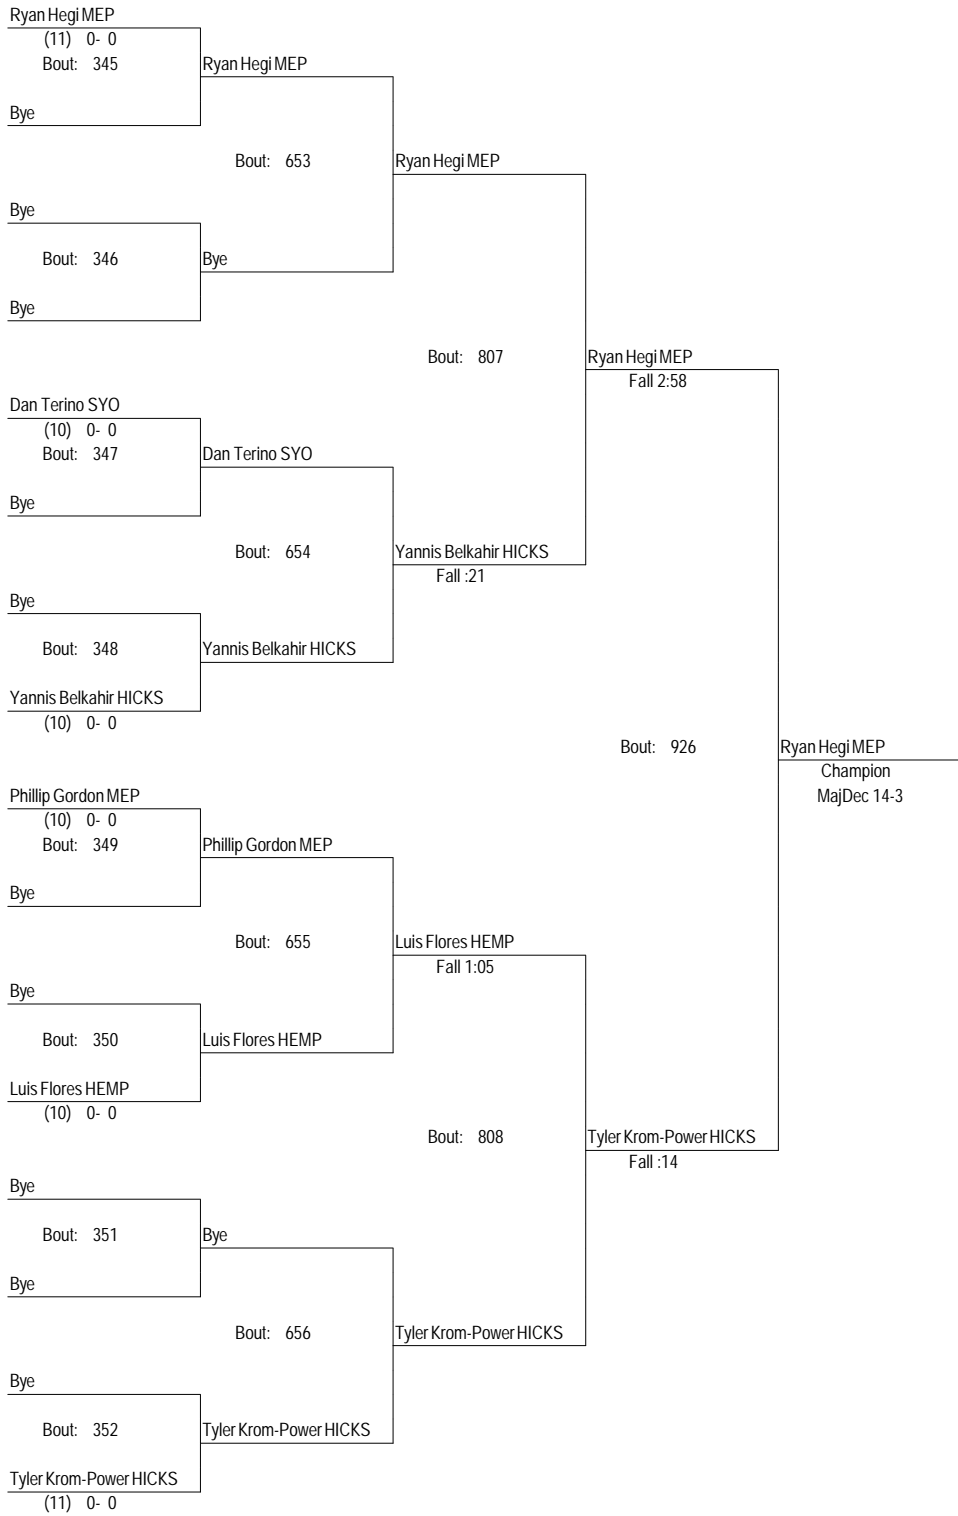 Ryan Hegi MEP
(11) 0- 0
Bout: 345
Ryan Hegi MEP
Bye
Bout: 653
Ryan Hegi MEP
Bye
Bout: 346
Bye
Bye
Bout: 807
Ryan Hegi MEP
Fall 2:58
Dan Terino SYO
(10) 0- 0
Bout: 347
Dan Terino SYO
Bye
Bout: 654
Yannis Belkahir HICKS
Fall :21
Bye
Bout: 348
Yannis Belkahir HICKS
Yannis Belkahir HICKS
(10) 0- 0
Bout: 926
Ryan Hegi MEP
Champion
MajDec 14-3
Phillip Gordon MEP
(10) 0- 0
Bout: 349
Phillip Gordon MEP
Bye
Bout: 655
Luis Flores HEMP
Fall 1:05
Bye
Bout: 350
Luis Flores HEMP
Luis Flores HEMP
(10) 0- 0
Bout: 808
Tyler Krom-Power HICKS
Fall :14
Bye
Bout: 351
Bye
Bye
Bout: 656
Tyler Krom-Power HICKS
Bye
Bout: 352
Tyler Krom-Power HICKS
Tyler Krom-Power HICKS
(11) 0- 0